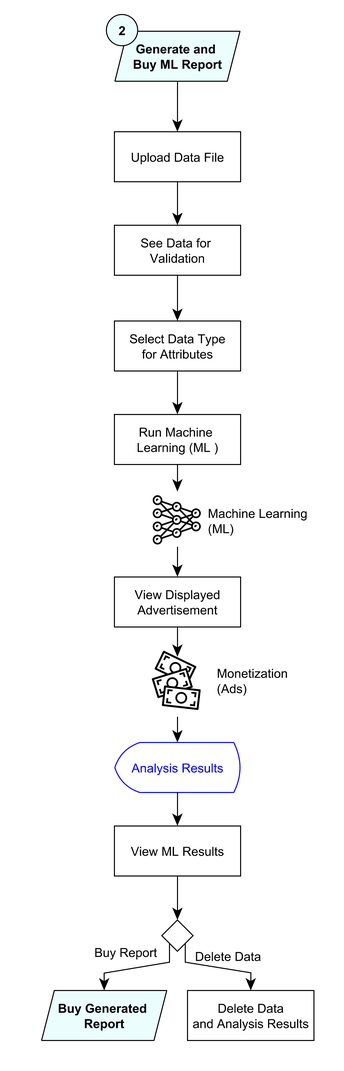 2
Generate and
Buy ML Report
Upload Data File
See Data for
Validation
Select Data Type
for Attributes
Run Machine
Learning (ML )
Machine Learning
(ML)
View Displayed
Advertisement
Monetization
(Ads)
Analysis Results
View ML Results
Buy Report
Delete Data
Buy Generated
Report
Delete Data
and Analysis Results